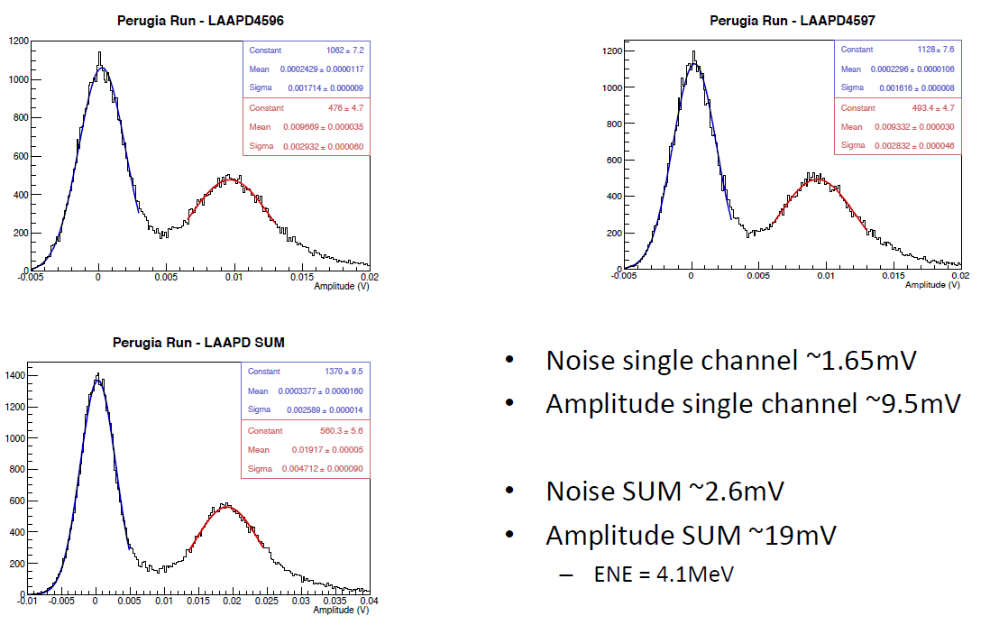 Perugia Run - LAAPD4596
1200
1000
800
600
400
200
0
-0.005
0
0.005
0.01
0.015
0.02
Amplitude (V)
Constant 1062 ± 7.2
Mean 0.0002429 ± 0.0000117
Sigma 0.001714 ± 0.000009
Constant 476 ± 4.7
Mean 0.009669 ± 0.000035
Sigma 0.002932 ± 0.000060
Perugia Run - LAAPD4597
1200
1000
800
600
400
200
0
-0.005
0
0.005
0.01
0.015
0.02
Amplitude (V)
Constant 1128 ± 7.6
Mean 0.0002296 ± 0.0000106
Sigma 0.001616 ± 0.000008
Constant 493.4 ± 4.7
Mean 0.009332 ± 0.000030
Sigma 0.002832 ± 0.000046
Perugia Run - LAAPD SUM
1400
1200
1000
800
600
400
200
0
-0.01
-0.005
0
0.005
0.01
0.015
0.02
0.025
0.03
0.035
0.04
Amplitude (V)
Constant 1370 ± 9.5
Mean 0.0003377 ± 0.0000160
Sigma 0.002589 ± 0.000014
Constant 560.3 ± 5.6
Mean 0.01917 ± 0.00005
Sigma 0.004712 ± 0.000090
• Noise single channel ~1.65mV
• Amplitude single channel ~9.5mV
• Noise SUM ~2.6mV
• Amplitude SUM ~19mV
– ENE = 4.1MeV